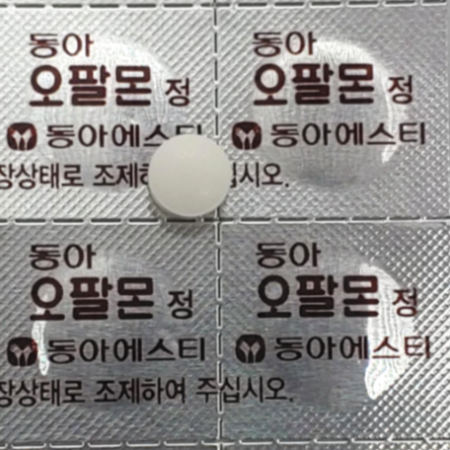 동아
오팔몬 정
동아에스티
동아
오팔몬 정
동아에스티
장상태로 조제하 십시오.
동아
오팔몬 정
동아에스티
동아
오팔몬 정
동아에스티
장상태로 조제하여 주십시오.